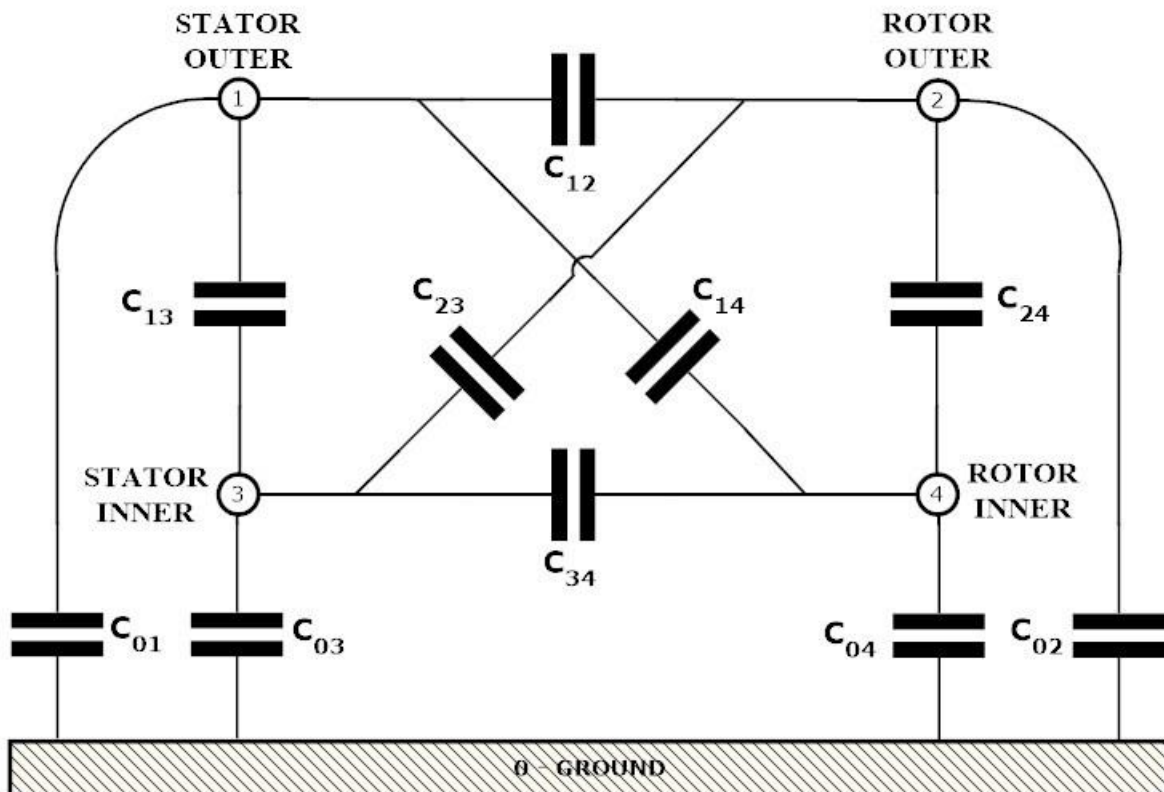 STATOR
OUTER
ROTOR
OUTER
1
2
C12
C13
C23
C14
C24
STATOR
INNER
3
4
ROTOR
INNER
C34
C01
C03
C04
C02
0 - GROUND